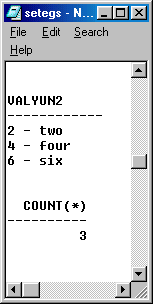 setegs - N...
File Edit Search
Help
VALYUN2
------------
2 - two
4 - four
6 - six
COUNT(*)
----------
3